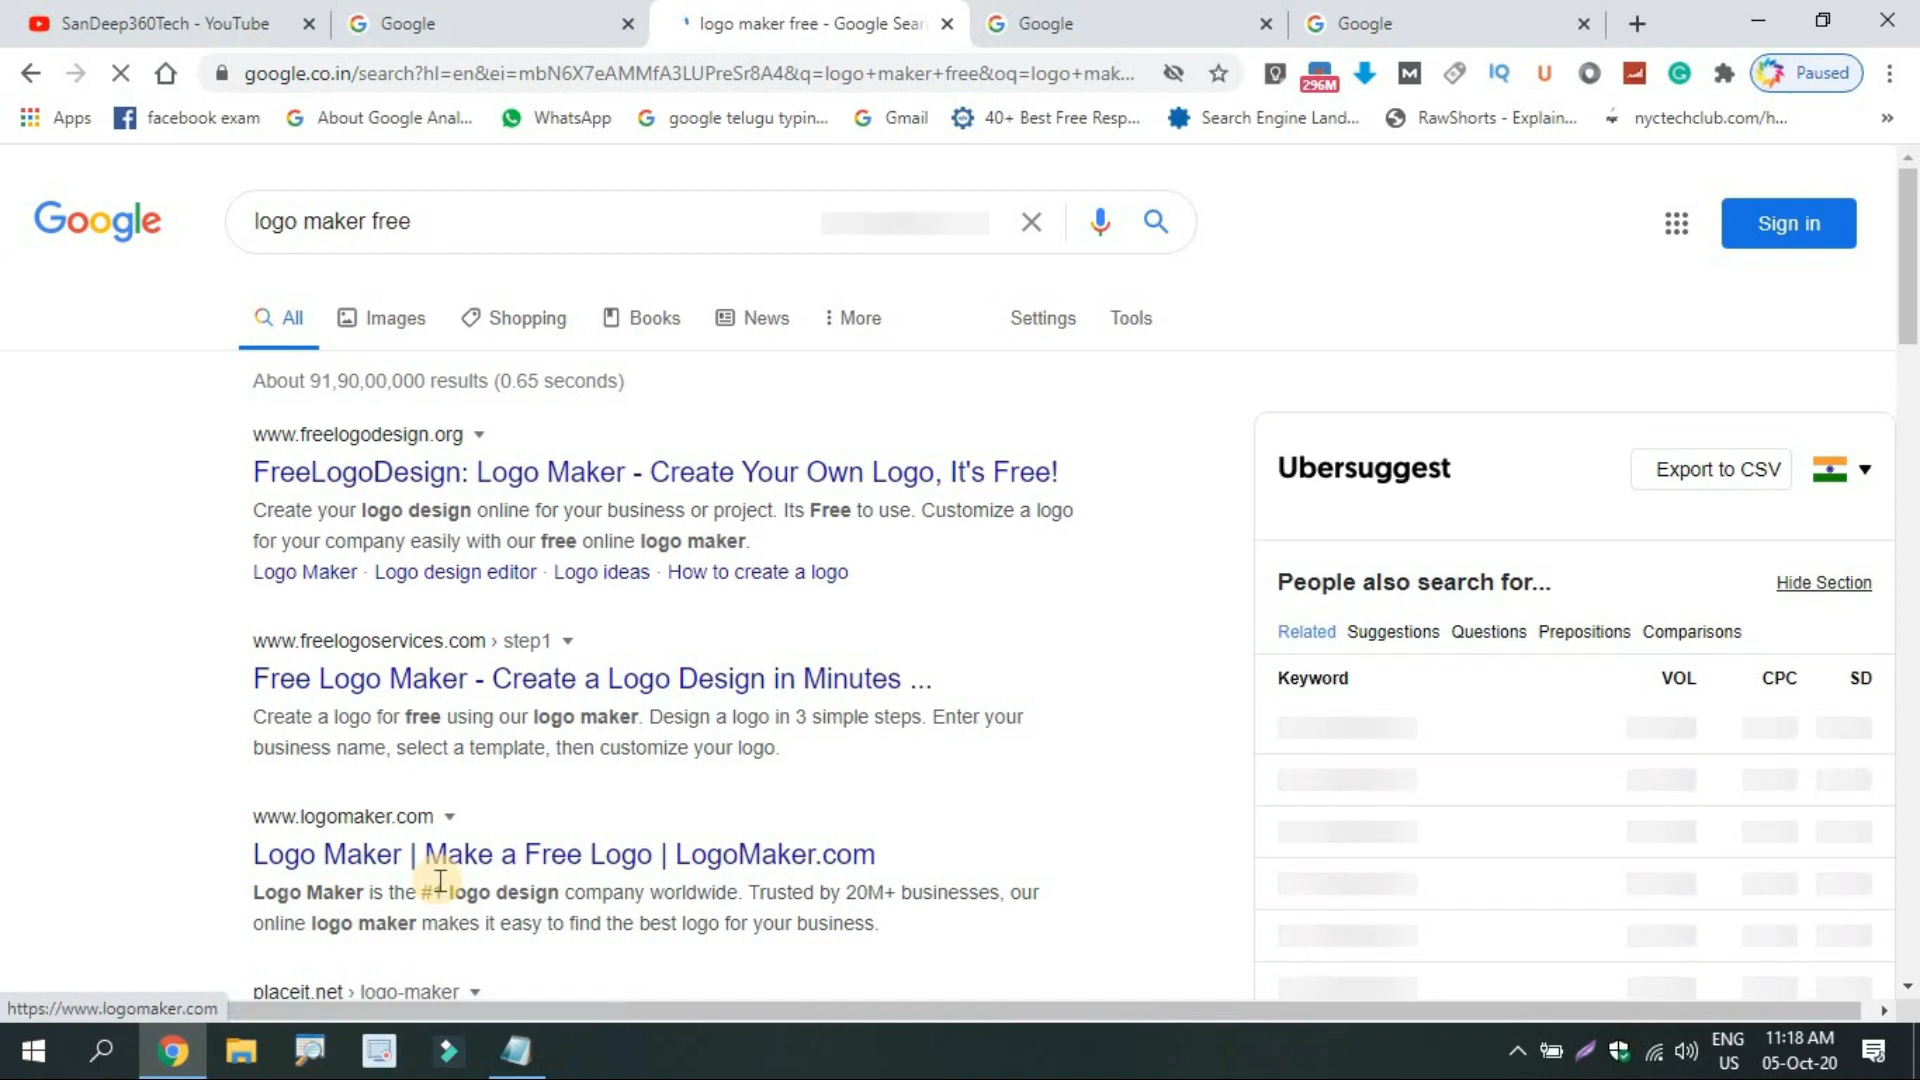 SanDeep360Tech - YouTube
Google
logo maker free - Google Sear
Google
Google
google.co.in/search?hl=en&ei=mbN6X7eAMMfA3LUPreSr8A4&q=logo+maker+free&oq=logo+mak...
296M
M
IQ
U
Paused
Apps
facebook exam
About Google Anal...
WhatsApp
google telugu typin...
Gmail
40+ Best Free Resp...
Search Engine Land...
RawShorts - Explain...
nyctechclub.com/h...
»
Google
logo maker free
Sign in
All
Images
Shopping
Books
News
More
Settings
Tools
About 91,90,00,000 results (0.65 seconds)
www.freelogodesign.org
FreeLogoDesign: Logo Maker - Create Your Own Logo, It's Free!
Create your logo design online for your business or project. Its Free to use. Customize a logo
for your company easily with our free online logo maker.
Logo Maker · Logo design editor · Logo ideas · How to create a logo
www.freelogoservices.com › step1
Free Logo Maker - Create a Logo Design in Minutes ...
Create a logo for free using our logo maker. Design a logo in 3 simple steps. Enter your
business name, select a template, then customize your logo.
www.logomaker.com
Logo Maker | Make a Free Logo | LogoMaker.com
Logo Maker is the #1 logo design company worldwide. Trusted by 20M+ businesses, our
online logo maker makes it easy to find the best logo for your business.
placeit.net › logo-maker
Ubersuggest
Export to CSV
People also search for...
Hide Section
Related Suggestions Questions Prepositions Comparisons
Keyword VOL CPC SD
https://www.logomaker.com
ENG
US
11:18 AM
05-Oct-20